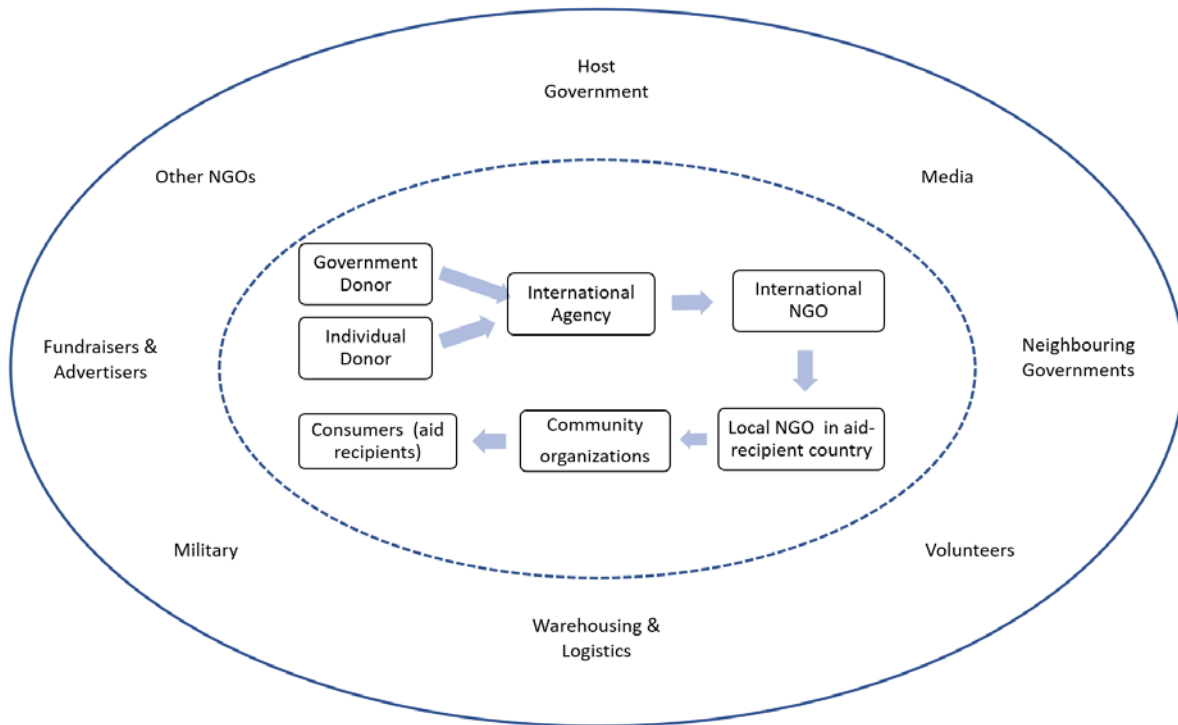 Host
Government
Other NGOs
Media
Government
Donor
International
Agency
International
NGO
Individual
Donor
Fundraisers &
Advertisers
Neighbouring
Governments
Consumers (aid
recipients)
Community
organizations
Local NGO in aid-
recipient country
Military
Volunteers
Warehousing &
Logistics